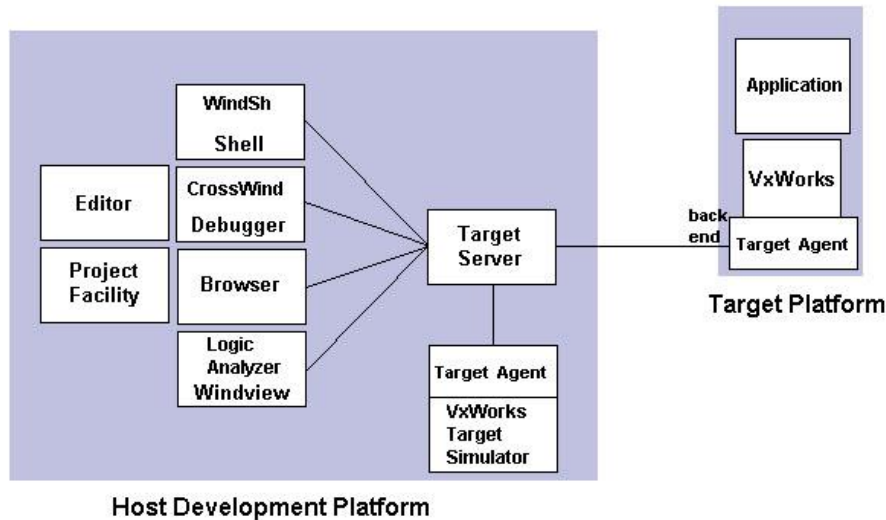 WindSh
Shell
Editor
CrossWind
Debugger
Project
Facility
Browser
Logic
Analyzer
Windview
Target
Server
Target Agent
VxWorks
Target
Simulator
Host Development Platform
Application
VxWorks
back
end
Target Agent
Target Platform